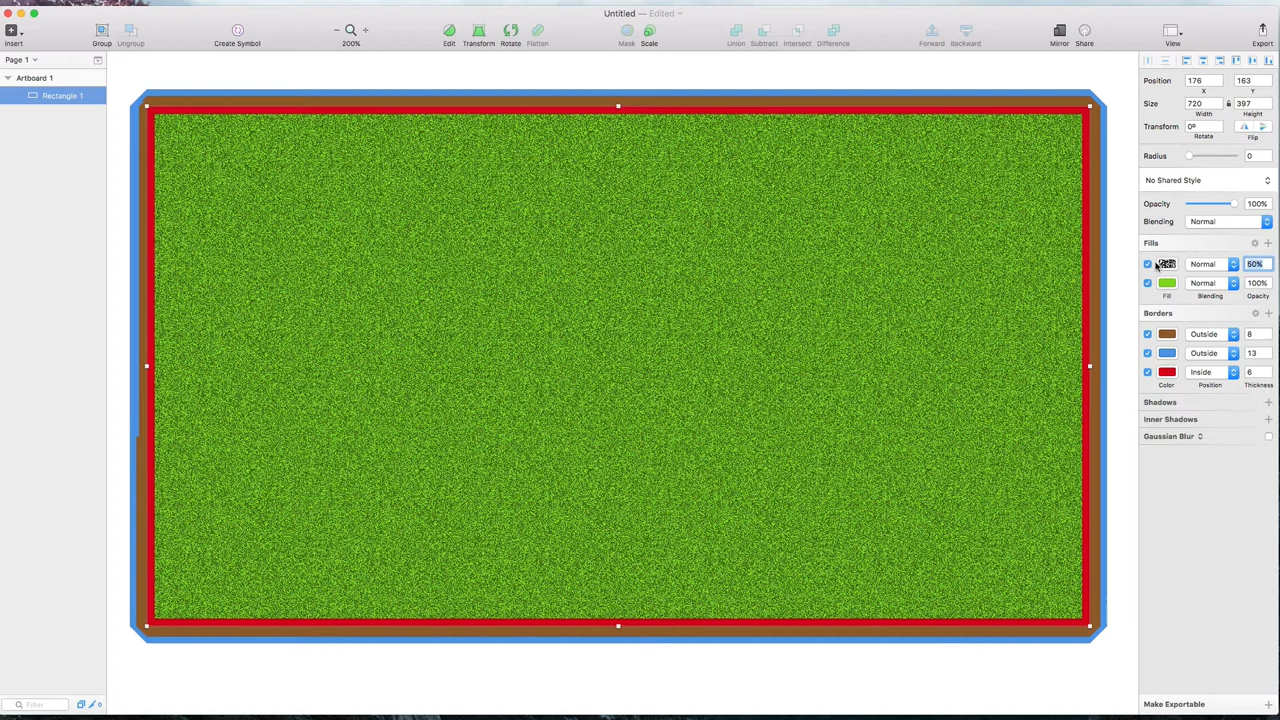 Untitled — Edited
Insert
Group
Ungroup
Create Symbol
200%
Edit
Transform
Rotate
Flatten
Mask
Scale
Union
Subtract
Intersect
Difference
Forward
Backward
Mirror
Share
View
Export
Page 1
Artboard 1
Rectangle 1
Position 176 163
X Y
Size 720 397
Width Height
Transform 0º
Rotate Flip
Radius 0
No Shared Style
Opacity 100%
Blending Normal
Fills
Normal 50%
Normal 100%
Fill Blending Opacity
Borders
Outside 8
Outside 13
Inside 6
Color Position Thickness
Shadows
Inner Shadows
Gaussian Blur
Filter
0
Make Exportable